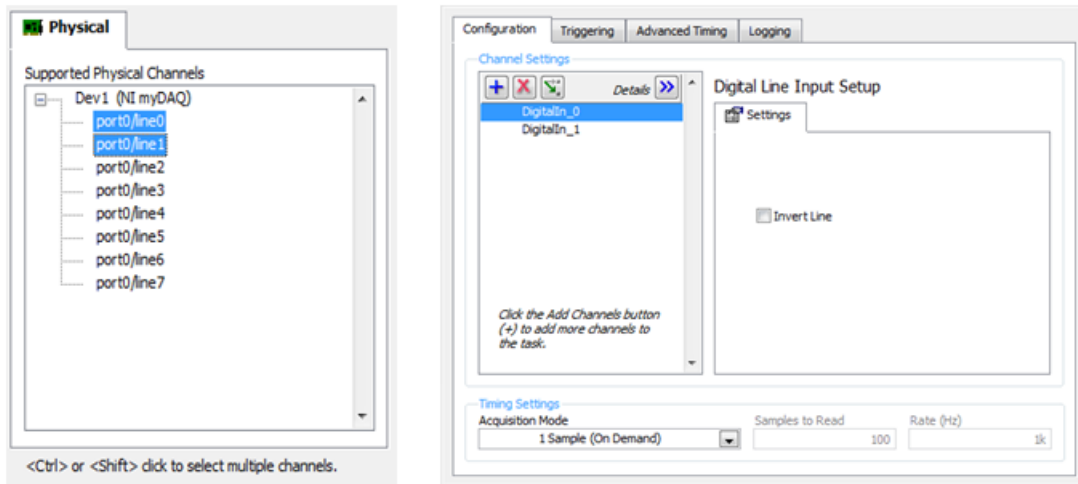 Physical
Supported Physical Channels
Dev1 (NI myDAQ)
port0/line0
port0/line1
port0/line2
port0/line3
port0/line4
port0/line5
port0/line6
port0/line7
<Ctrl> or <Shift> click to select multiple channels.
Configuration Triggering Advanced Timing Logging
Channel Settings
Details
DigitalIn_0
DigitalIn_1
Click the Add Channels button
(+) to add more channels to
the task.
Digital Line Input Setup
Settings
Invert Line
Timing Settings
Acquisition Mode Samples to Read Rate (Hz)
1 Sample (On Demand) 100 1k